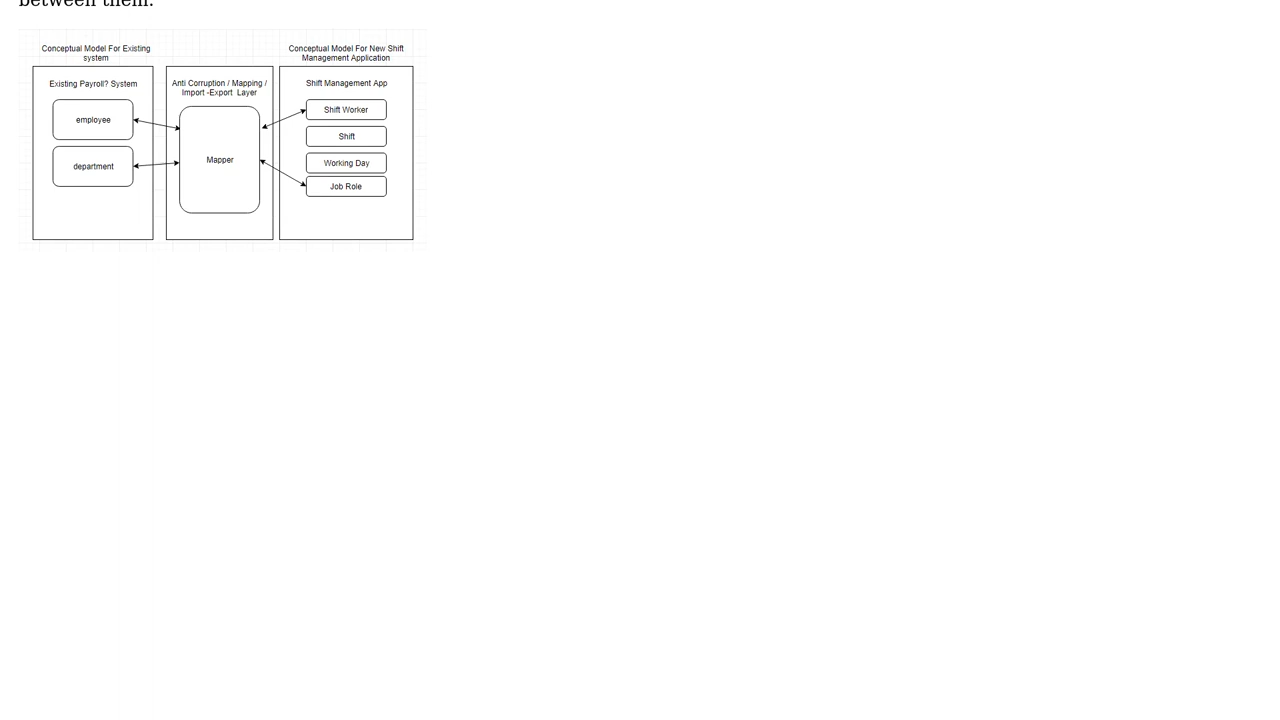 between them.
Conceptual Model For Existing
system
Conceptual Model For New Shift
Management Application
Existing Payroll? System
employee
department
Anti Corruption / Mapping /
Import -Export Layer
Mapper
Shift Management App
Shift Worker
Shift
Working Day
Job Role